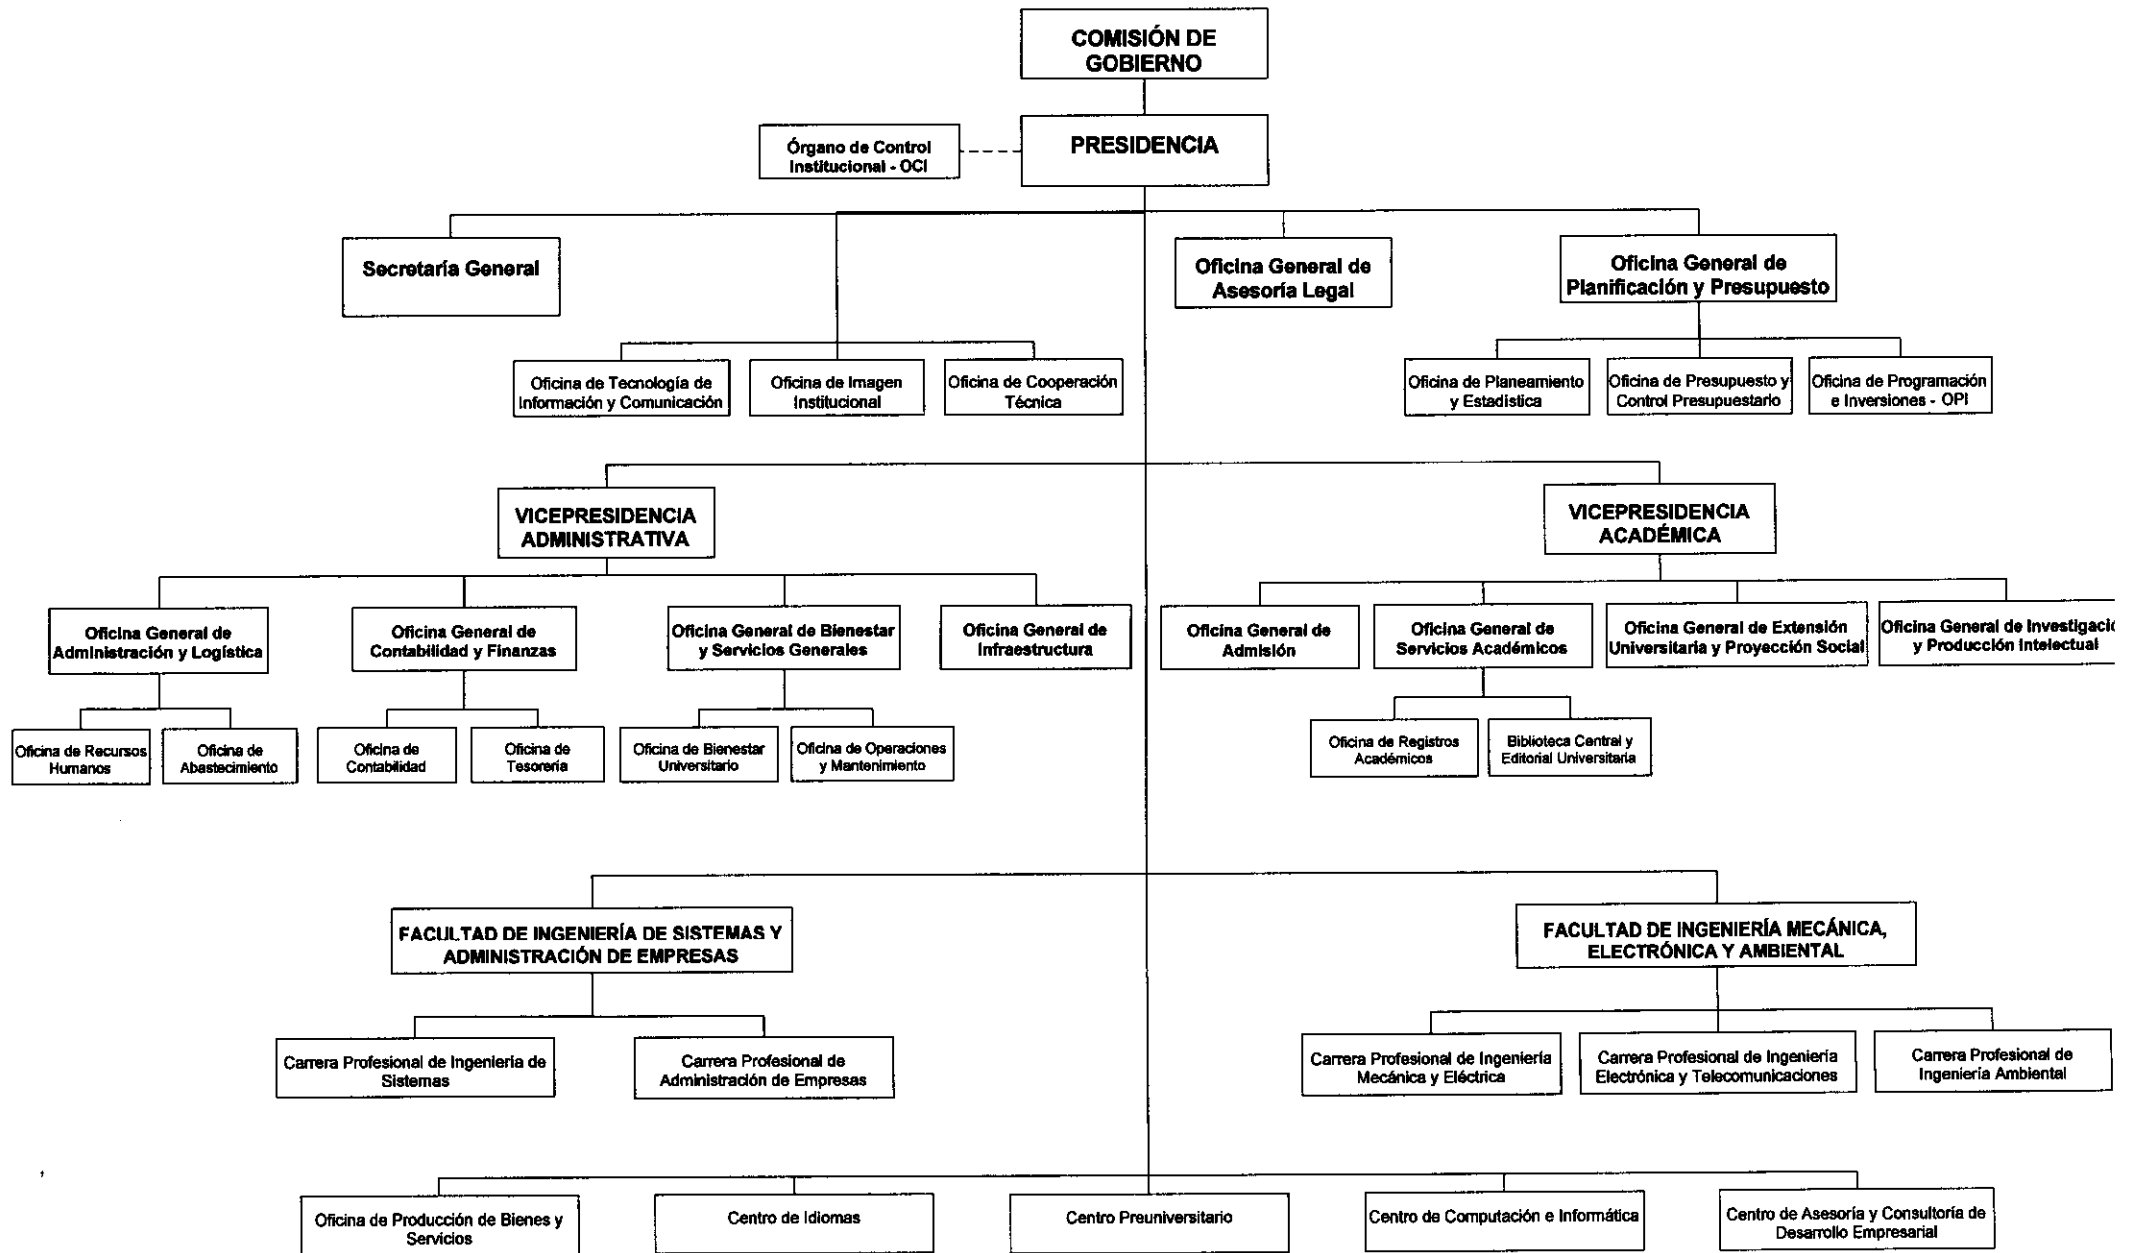 COMISIÓN DE
GOBIERNO
PRESIDENCIA
Órgano de Control
Institucional - OCI
Secretaría General
Oficina General de
Asesoría Legal
Oficina General de
Planificación y Presupuesto
Oficina de Tecnología de
Información y Comunicación
Oficina de Imagen
Institucional
Oficina de Cooperación
Técnica
Oficina de Planeamiento
y Estadística
Oficina de Presupuesto y
Control Presupuestario
Oficina de Programación
e Inversiones - OPI
VICEPRESIDENCIA
ADMINISTRATIVA
VICEPRESIDENCIA
ACADÉMICA
Oficina General de
Administración y Logística
Oficina General de
Contabilidad y Finanzas
Oficina General de Bienestar
y Servicios Generales
Oficina General de
Infraestructura
Oficina General de
Admisión
Oficina General de
Servicios Académicos
Oficina General de Extensión
Universitaria y Proyección Social
Oficina General de Investigació
y Producción Intelectual
Oficina de Recursos
Humanos
Oficina de
Abastecimiento
Oficina de
Contabilidad
Oficina de
Tesorería
Oficina de Bienestar
Universitario
Oficina de Operaciones
y Mantenimiento
Oficina de Registros
Académicos
Biblioteca Central y
Editorial Universitaria
FACULTAD DE INGENIERÍA DE SISTEMAS Y
ADMINISTRACIÓN DE EMPRESAS
FACULTAD DE INGENIERÍA MECÁNICA,
ELECTRÓNICA Y AMBIENTAL
Carrera Profesional de Ingeniería de
Sistemas
Carrera Profesional de
Administración de Empresas
Carrera Profesional de Ingeniería
Mecánica y Eléctrica
Carrera Profesional de Ingeniería
Electrónica y Telecomunicaciones
Carrera Profesional de
Ingeniería Ambiental
Oficina de Producción de Bienes y
Servicios
Centro de Idiomas
Centro Preuniversitario
Centro de Computación e Informática
Centro de Asesoría y Consultoría de
Desarrollo Empresarial